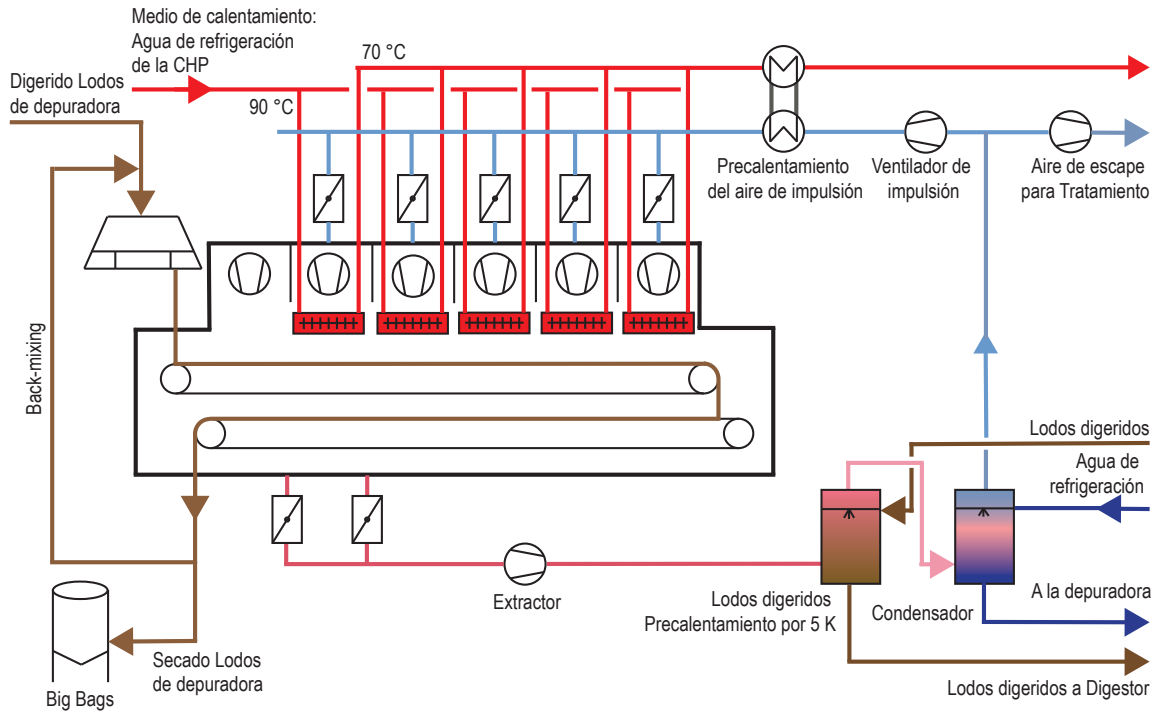 Medio de calentamiento:
Agua de refrigeración
de la CHP
70 °C
Digerido Lodos
de depuradora
90 °C
Precalentamiento
del aire de impulsión
Ventilador de
impulsión
Aire de escape
para Tratamiento
Back-mixing
Lodos digeridos
Agua de
refrigeración
Extractor
Lodos digeridos
Precalentamiento por 5 K
Condensador
A la depuradora
Secado Lodos
de depuradora
Big Bags
Lodos digeridos a Digestor